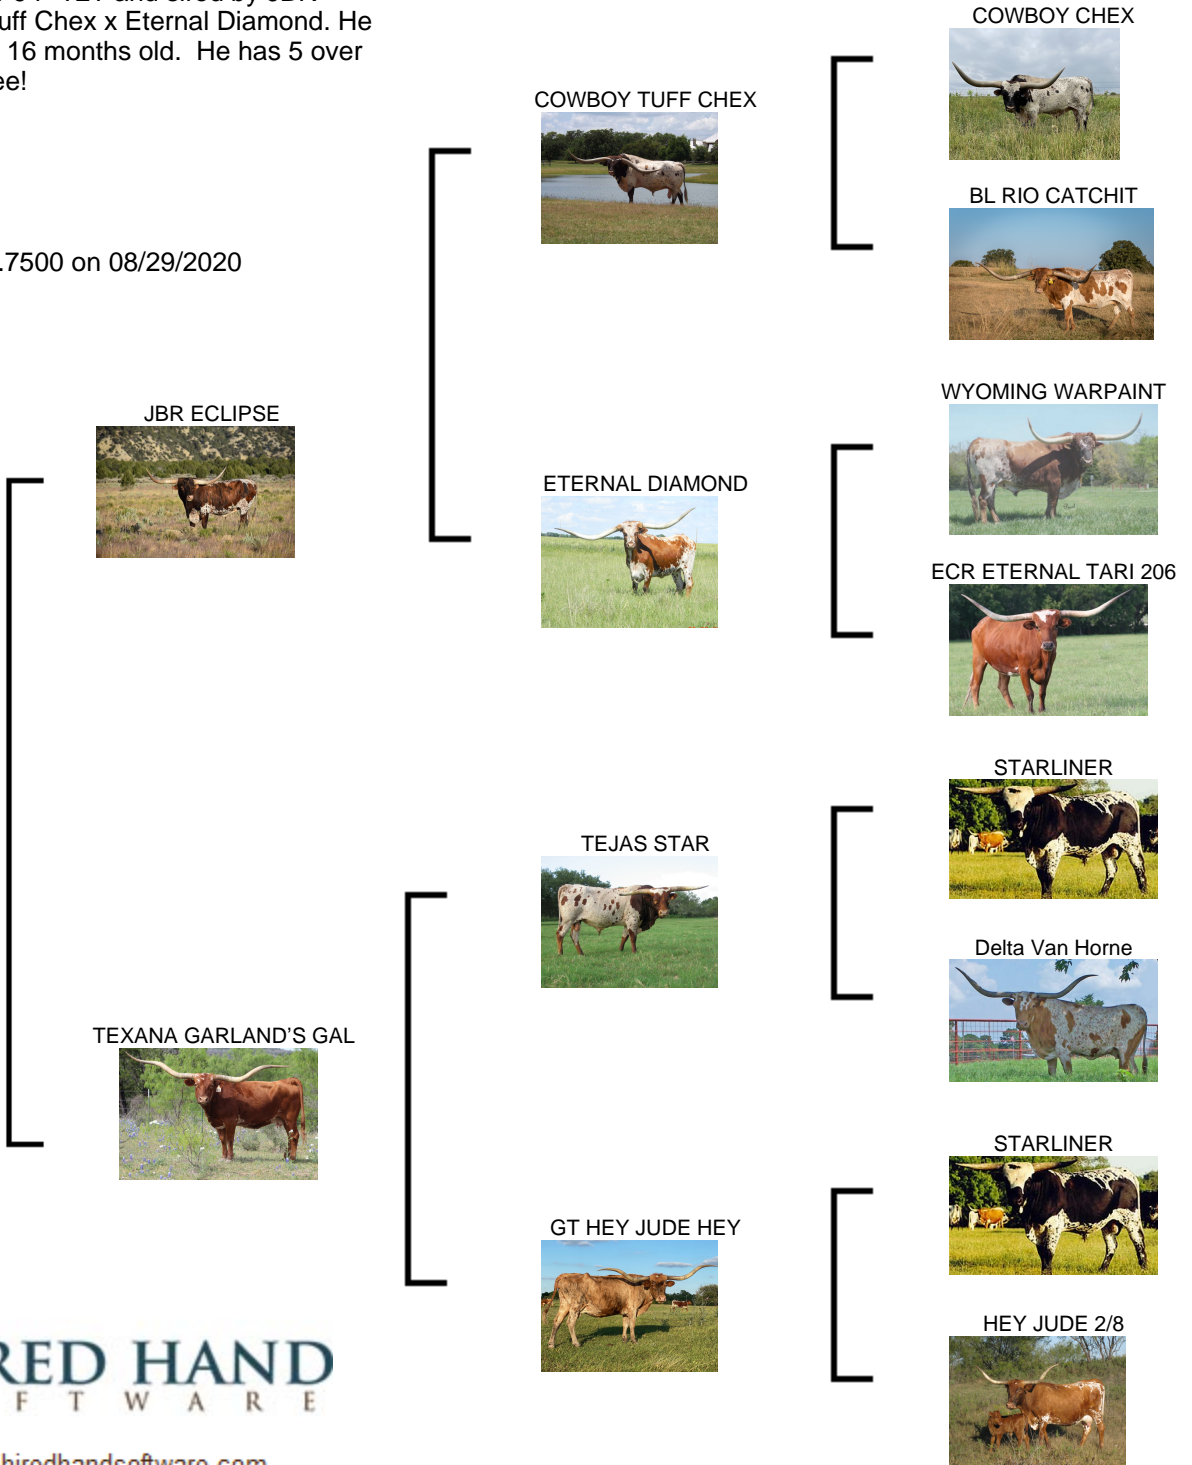 uff Chex x Eternal Diamond. He
16 months old. He has 5 over
ee!
.7500 on 08/29/2020
COWBOY CHEX
COWBOY TUFF CHEX
BL RIO CATCHIT
JBR ECLIPSE
WYOMING WARPAINT
ETERNAL DIAMOND
ECR ETERNAL TARI 206
STARLINER
TEJAS STAR
Delta Van Horne
TEXANA GARLAND'S GAL
STARLINER
GT HEY JUDE HEY
HEY JUDE 2/8
RED HAND
F T W A R E
hiredhandsoftware.com